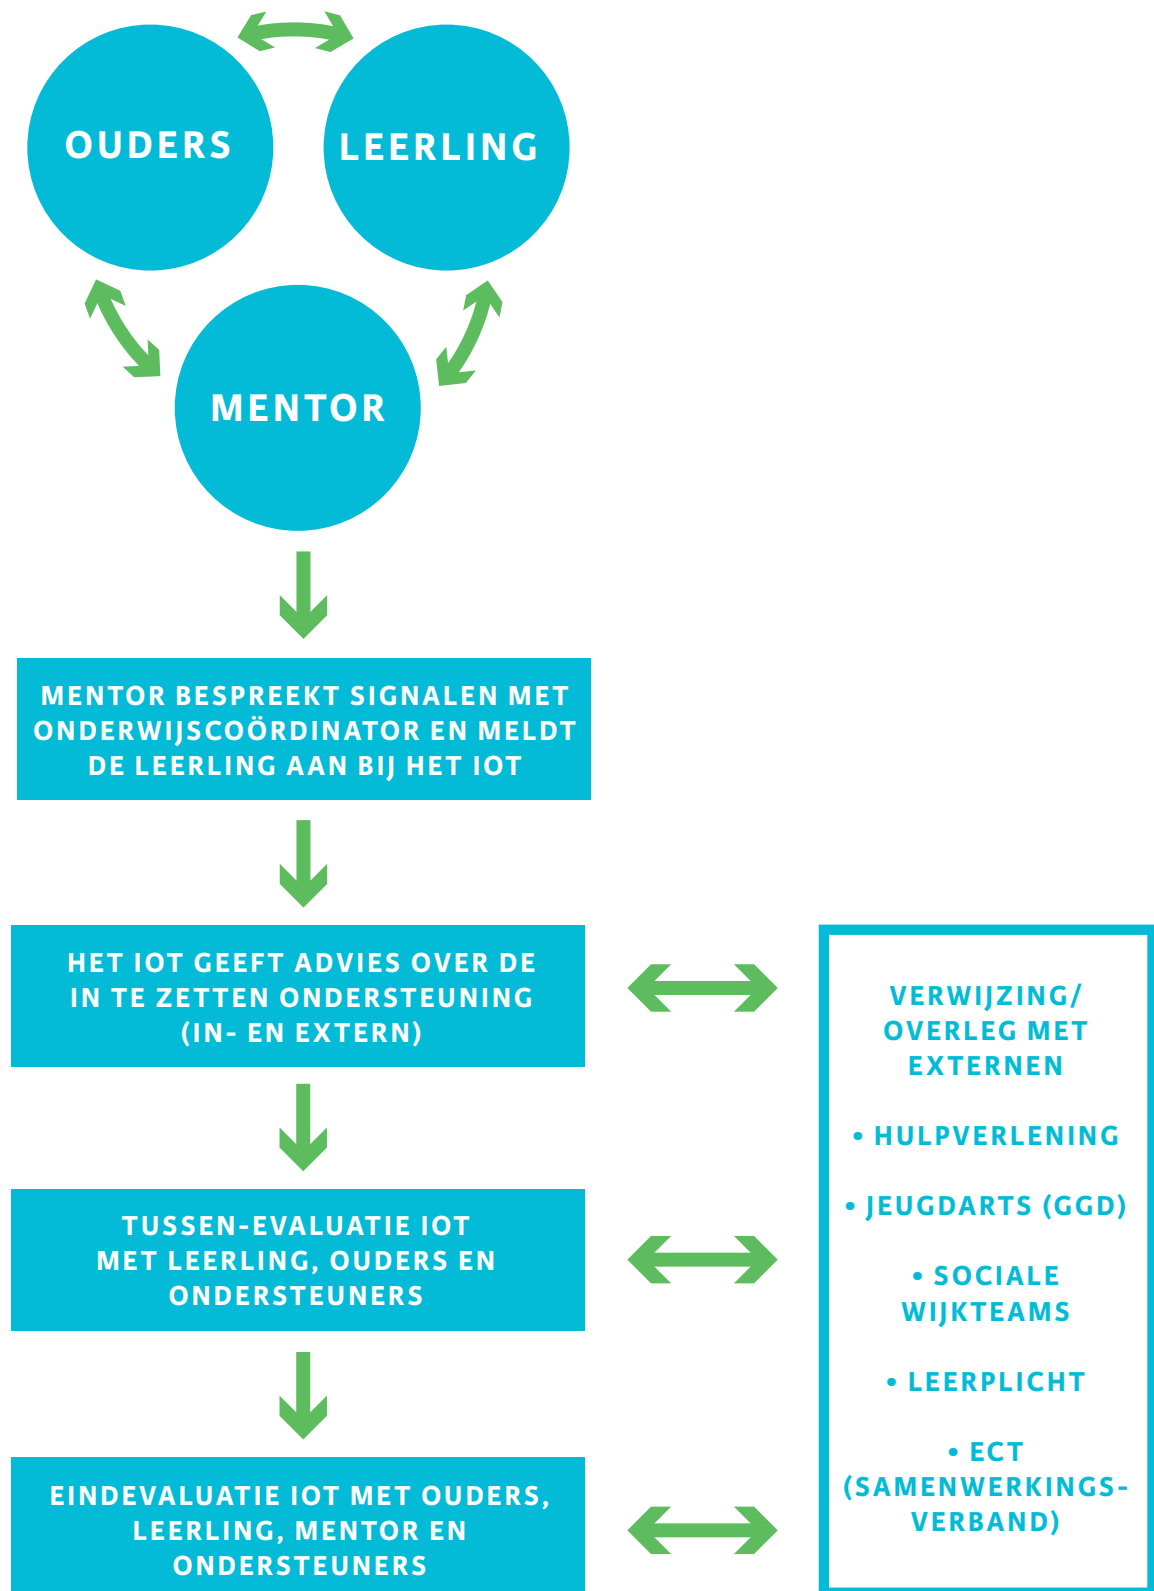 OUDERS
LEERLING
MENTOR
MENTOR BESPREEKT SIGNALEN MET
ONDERWIJSCOÖRDINATOR EN MELDT
DE LEERLING AAN BIJ HET IOT
HET IOT GEEFT ADVIES OVER DE
IN TE ZETTEN ONDERSTEUNING
(IN- EN EXTERN)
TUSSEN-EVALUATIE IOT
MET LEERLING, OUDERS EN
ONDERSTEUNERS
EINDEVALUATIE IOT MET OUDERS,
LEERLING, MENTOR EN
ONDERSTEUNERS
VERWIJZING/
OVERLEG MET
EXTERNEN
• HULPVERLENING
• JEUGDARTS (GGD)
• SOCIALE
WIJKTEAMS
• LEERPLICHT
• ECT
(SAMENWERKINGS-
VERBAND)